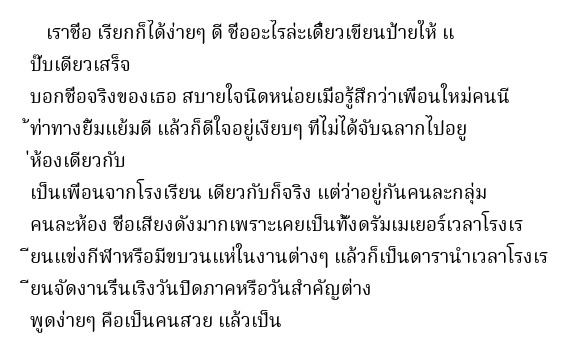 เราชื่อ เรียกก็ได้ง่ายๆ ดี ชื่ออะไรล่ะเดี๋ยวเขียนป้ายให้ แ
ป๊บเดียวเสร็จ
บอกชื่อจริงของเธอ สบายใจนิดหน่อยเมื่อรู้สึกว่าเพื่อนใหม่คนนี
้ท่าทางยิ้มแย้มดี แล้วก็ดีใจอยู่เงียบๆ ที่ไม่ได้จับฉลากไปอยู
่ห้องเดียวกับ
เป็นเพื่อนจากโรงเรียน เดียวกับก็จริง แต่ว่าอยู่กันคนละกลุ่ม
คนละห้อง ชื่อเสียงดังมากเพราะเคยเป็นทั้งดรัมเมเยอร์เวลาโรงเร
ียนแข่งกีฬาหรือมีขบวนแห่ในงานต่างๆ แล้วก็เป็นดารานำเวลาโรงเร
ียนจัดงานรื่นเริงวันปิดภาคหรือวันสำคัญต่าง
พูดง่ายๆ คือเป็นคนสวย แล้วเป็น